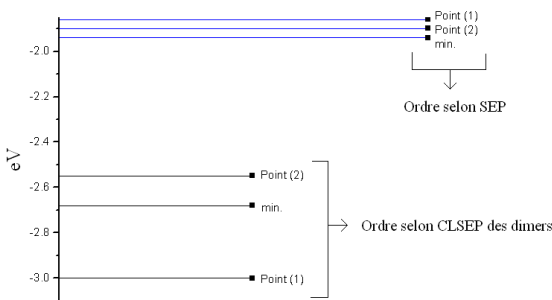 Point (1)
-2.0
Point (2)
min.
-2.2
Ordre selon SEP
-2.4
eV
Point (2)
-2.6
min.
-2.8
Ordre selon CLSEP des dimers
-3.0
Point (1)